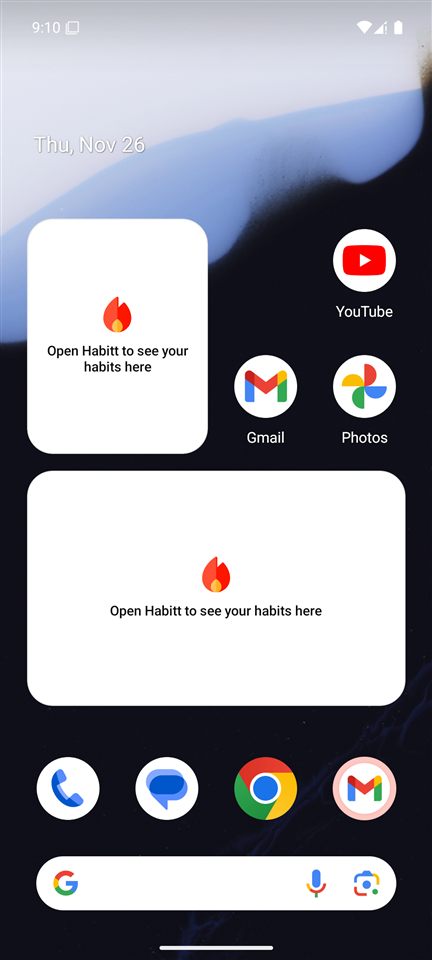 9:10
Thu, Nov 26
Open Habitt to see your
habits here
YouTube
Gmail
Photos
Open Habitt to see your habits here